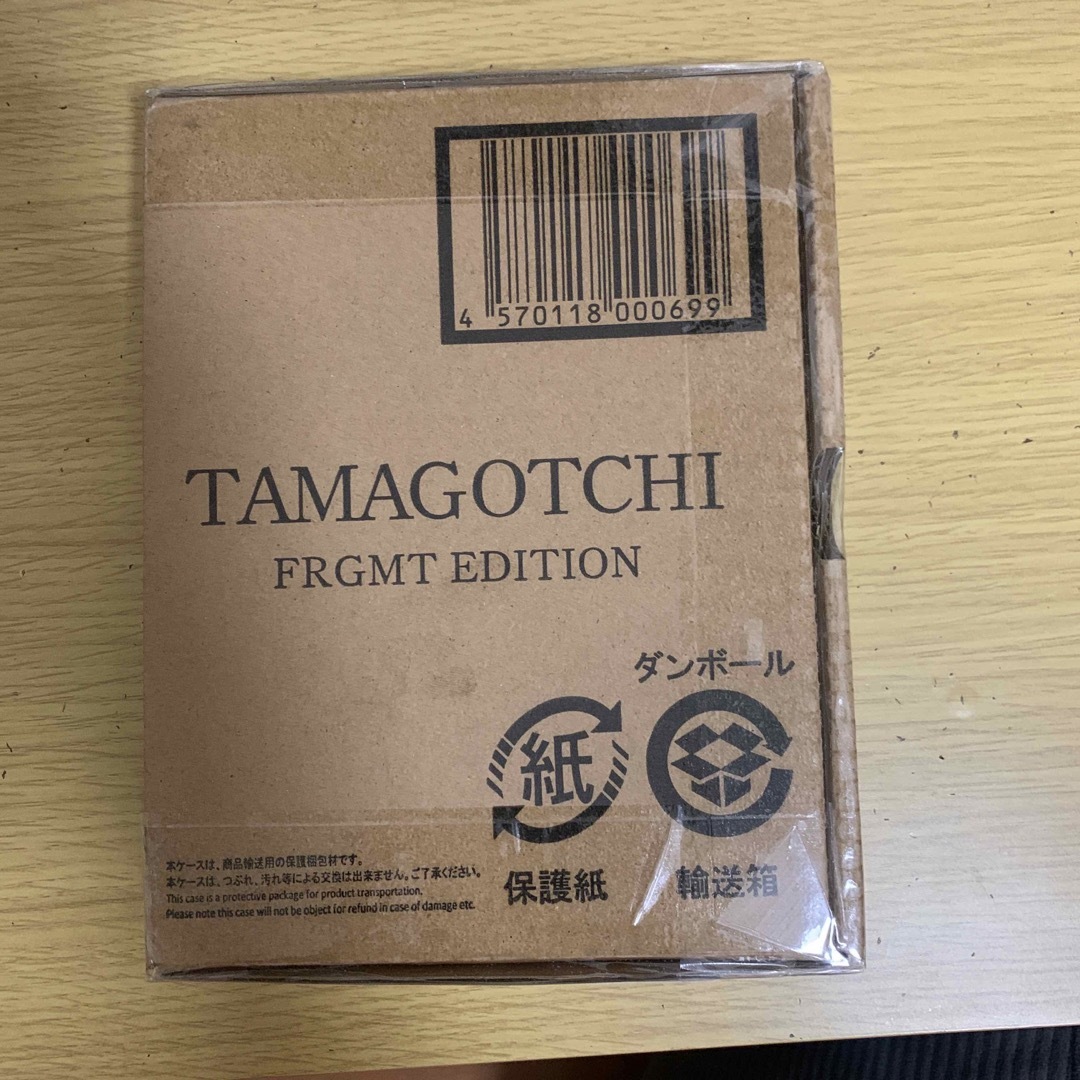 4 570118 000699
TAMAGOTCHI
FRGMT EDITION
ダンボール
紙
保護紙
輸送箱
本ケースは、商品輸送用の保護梱包材です。
本ケースは、つぶれ、汚れ等による交換は出来ません。ご了承ください。
This case is a protective package for product transportation.
Please note this case will not be object for refund in case of damage etc.